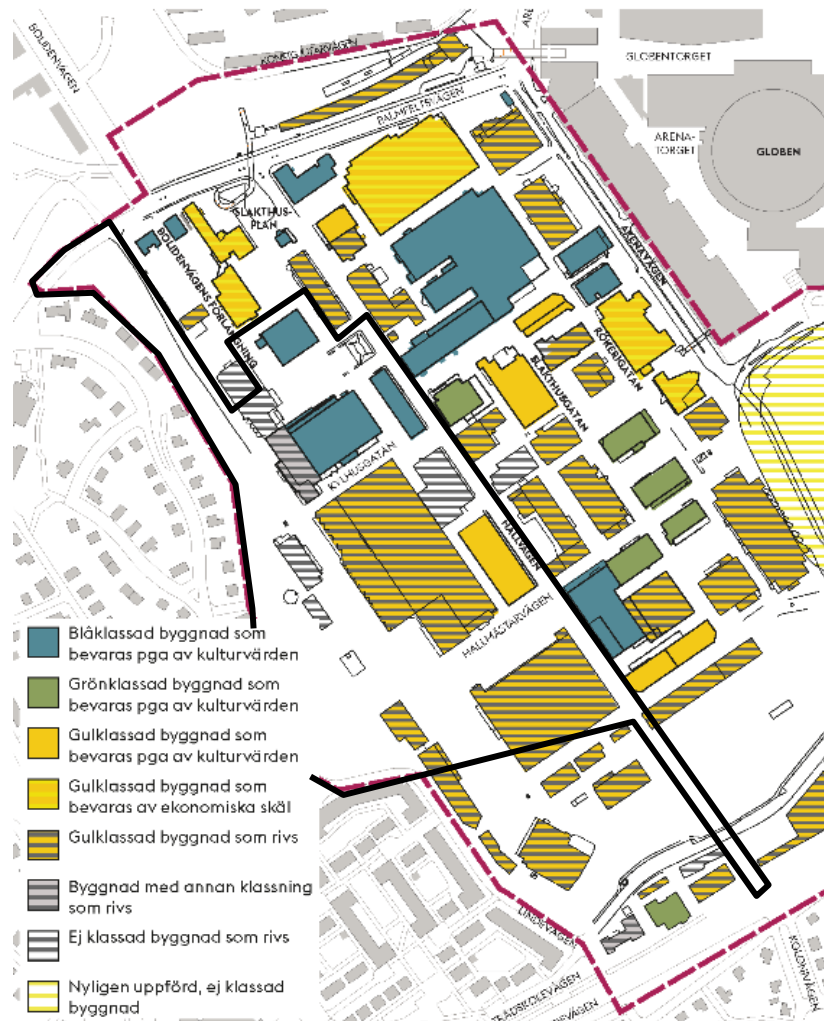 BOLIDENVÄGEN
KONSTGJUTARVÄGEN
PALMFELTSVÄGEN
GLOBENTORGET
ARENA-
TORGET
GLOBEN
SLAKTHUS-
PLAN
BOLIDENVÄGENS FÖRLÄNGNING
ARENAVÄGEN
RÖKERIGATAN
SLAKTHUSGATAN
KYLHUSGATAN
HALLVÄGEN
HALLMÄSTARVÄGEN
LINDEVÄGEN
KOLONIVÄGEN
Blåklassad byggnad som
bevaras pga av kulturvärden
Grönklassad byggnad som
bevaras pga av kulturvärden
Gulklassad byggnad som
bevaras pga av kulturvärden
Gulklassad byggnad som
bevaras av ekonomiska skäl
Gulklassad byggnad som rivs
Byggnad med annan klassning
som rivs
Ej klassad byggnad som rivs
Nyligen uppförd, ej klassad
byggnad